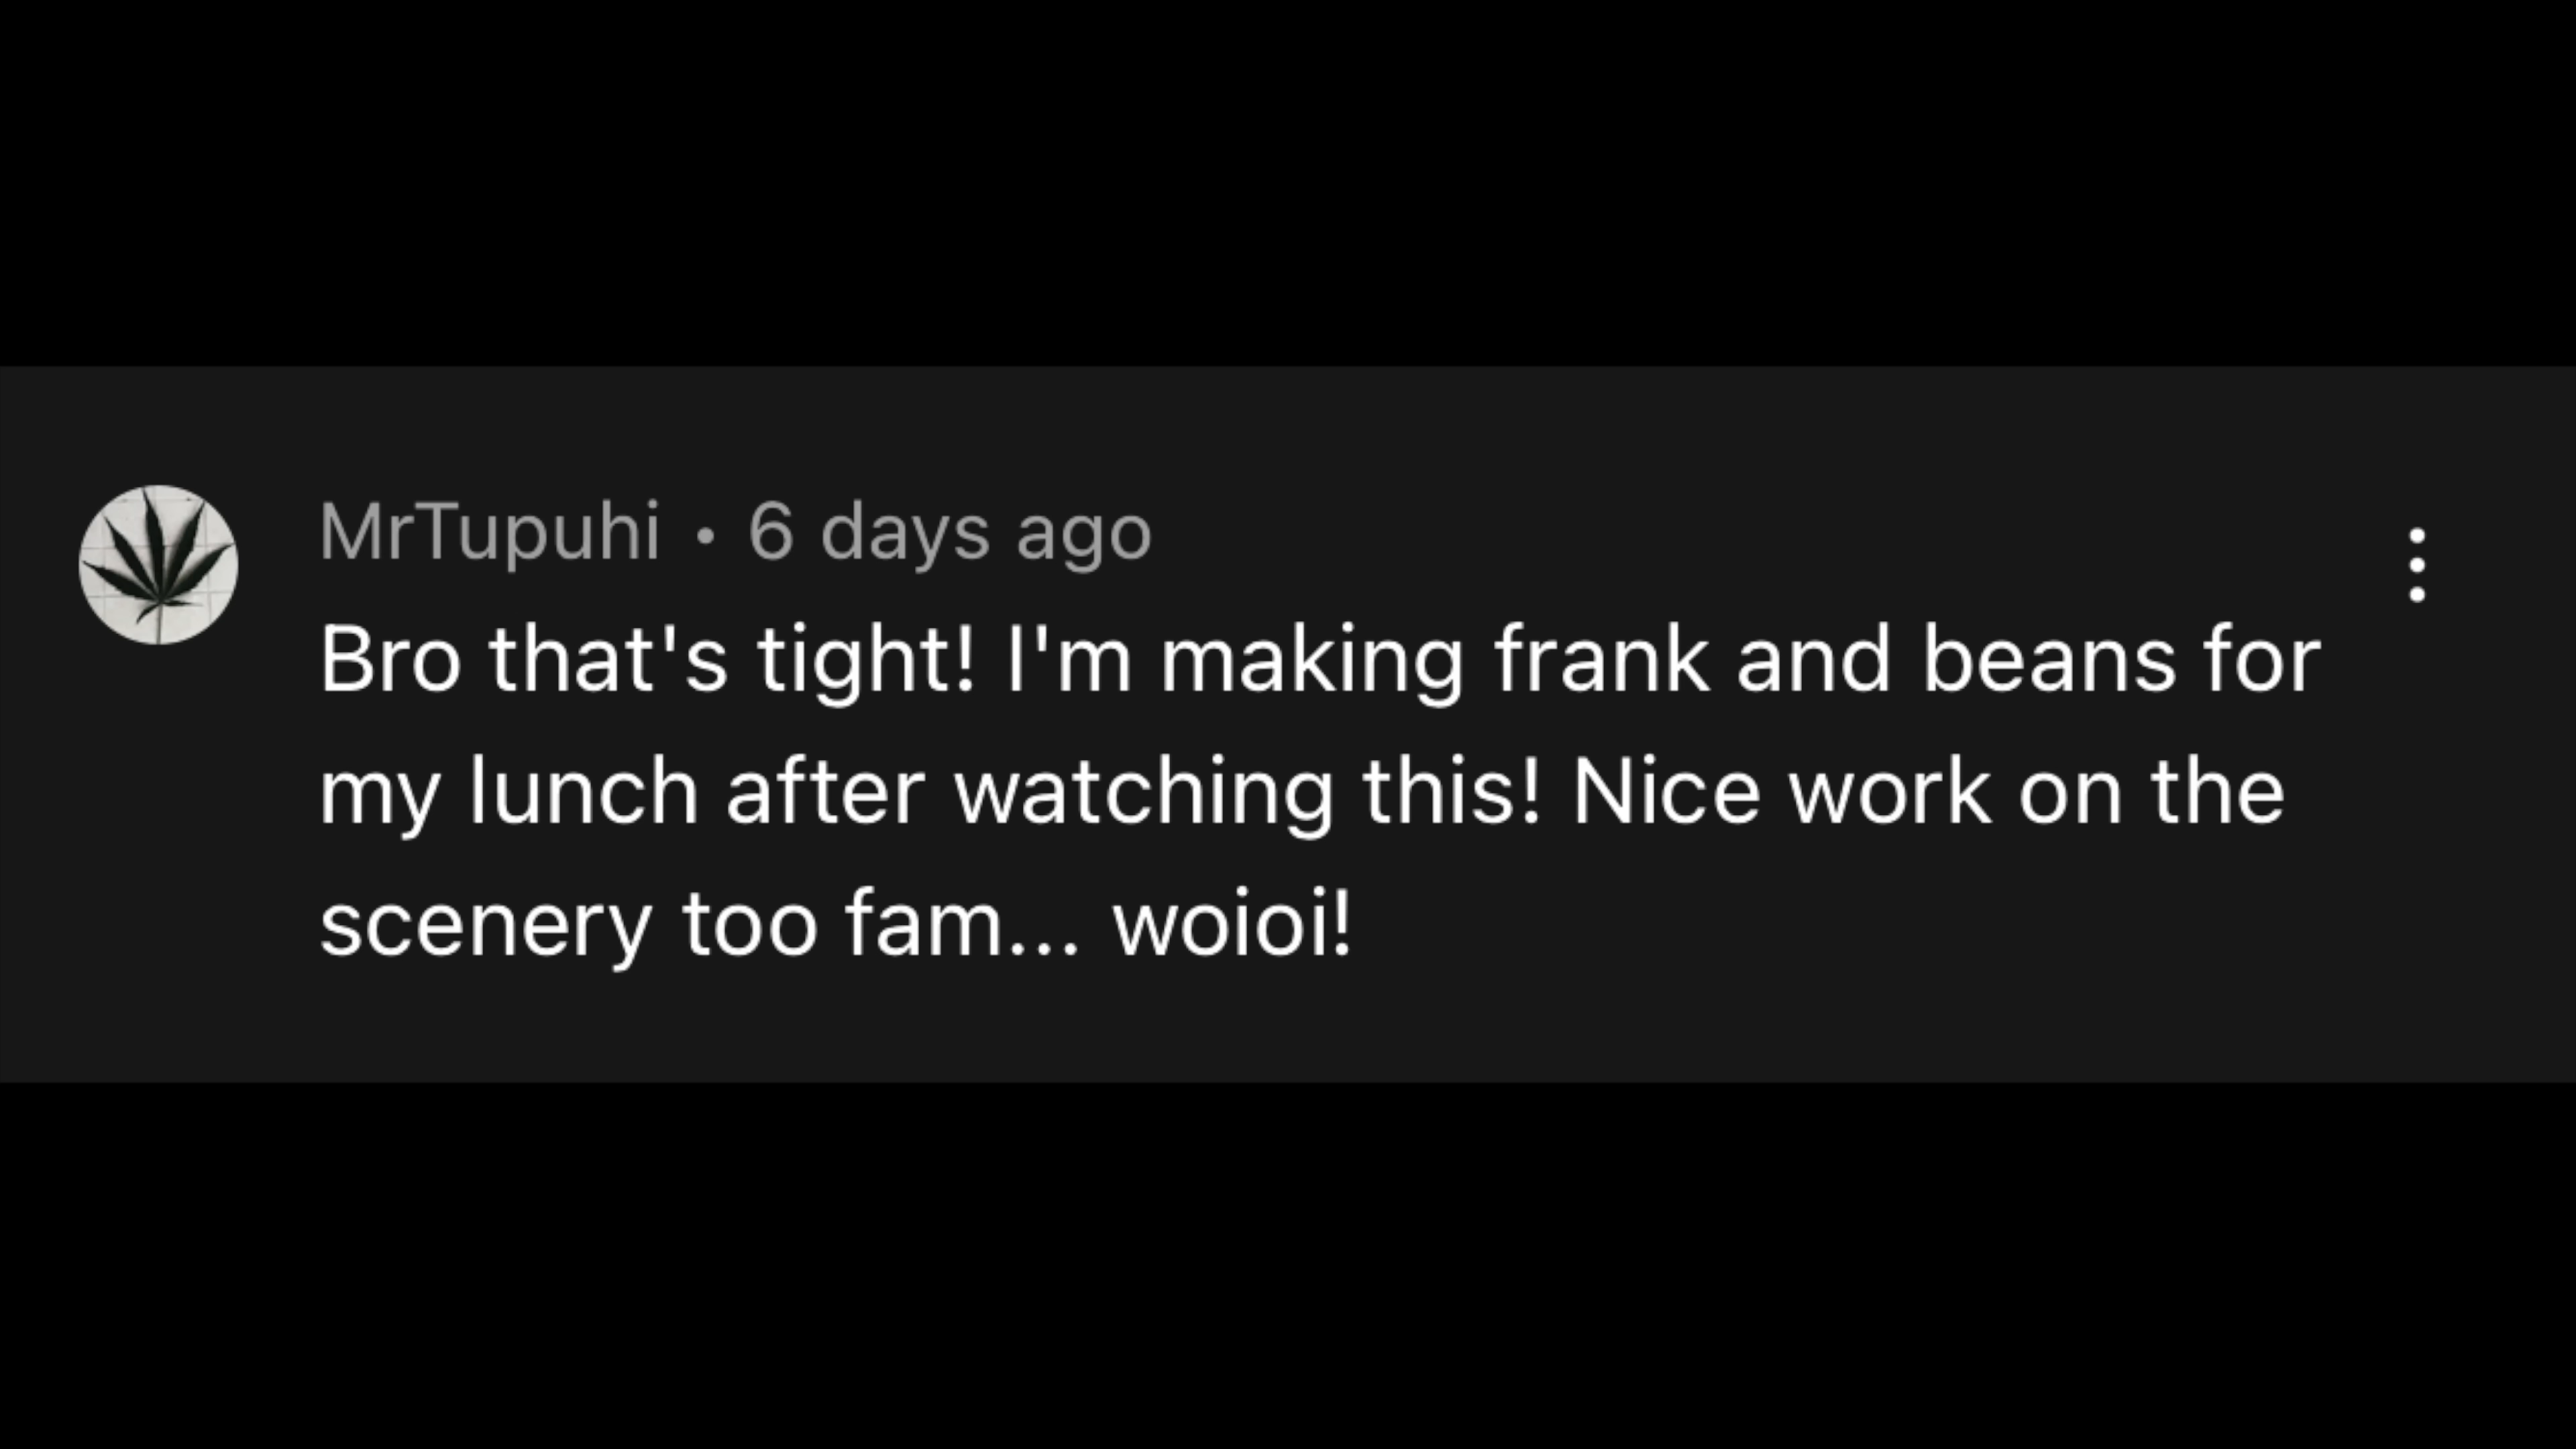 MrTupuhi • 6 days ago
Bro that's tight! I'm making frank and beans for
my lunch after watching this! Nice work on the
scenery too fam... woioi!